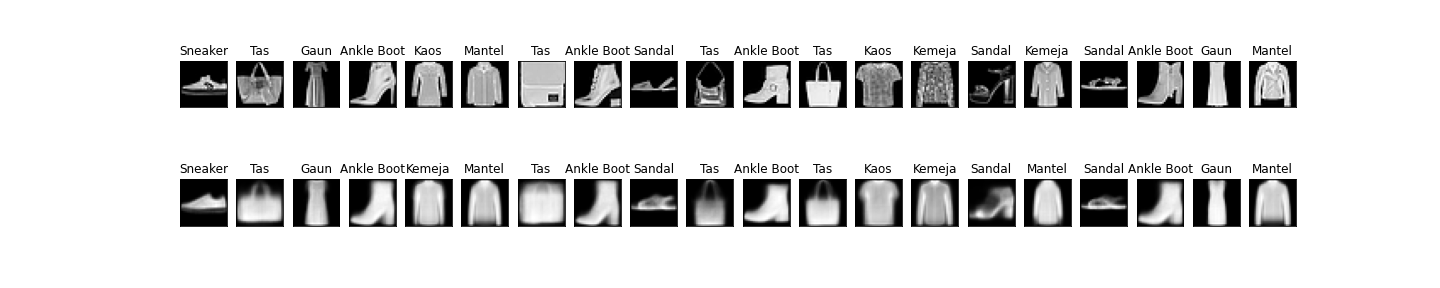 Sneaker Tas Gaun Ankle Boot Kaos Mantel Tas Ankle Boot Sandal Tas Ankle Boot Tas Kaos Kemeja Sandal Kemeja Sandal Ankle Boot Gaun Mantel
Sneaker Tas Gaun Ankle Boot Kemeja Mantel Tas Ankle Boot Sandal Tas Ankle Boot Tas Kaos Kemeja Sandal Mantel Sandal Ankle Boot Gaun Mantel